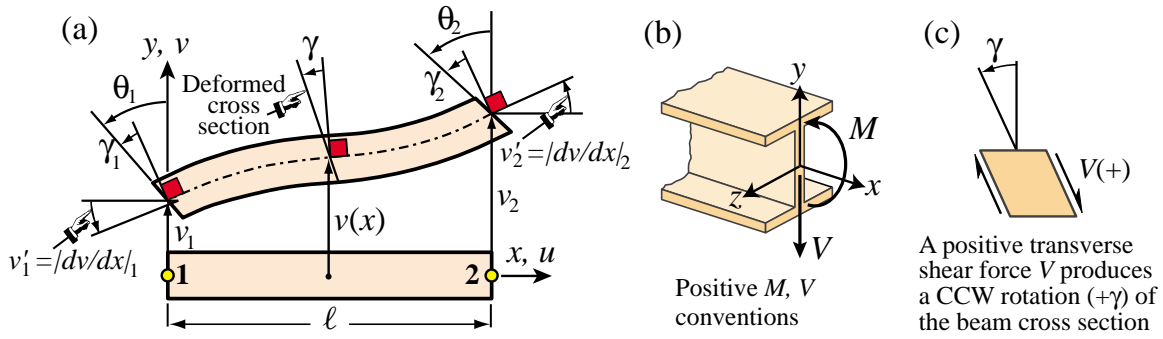 (a)
y, v
θ1
γ1
Deformed
cross
section
γ
θ2
γ2
v′1 = |dv/dx|1
v1
v(x)
v2
v′2 = |dv/dx|2
1
2
x, u
ℓ
(b)
y
M
x
z
V
Positive M, V
conventions
(c)
γ
V(+)
A positive transverse
shear force V produces
a CCW rotation (+γ) of
the beam cross section